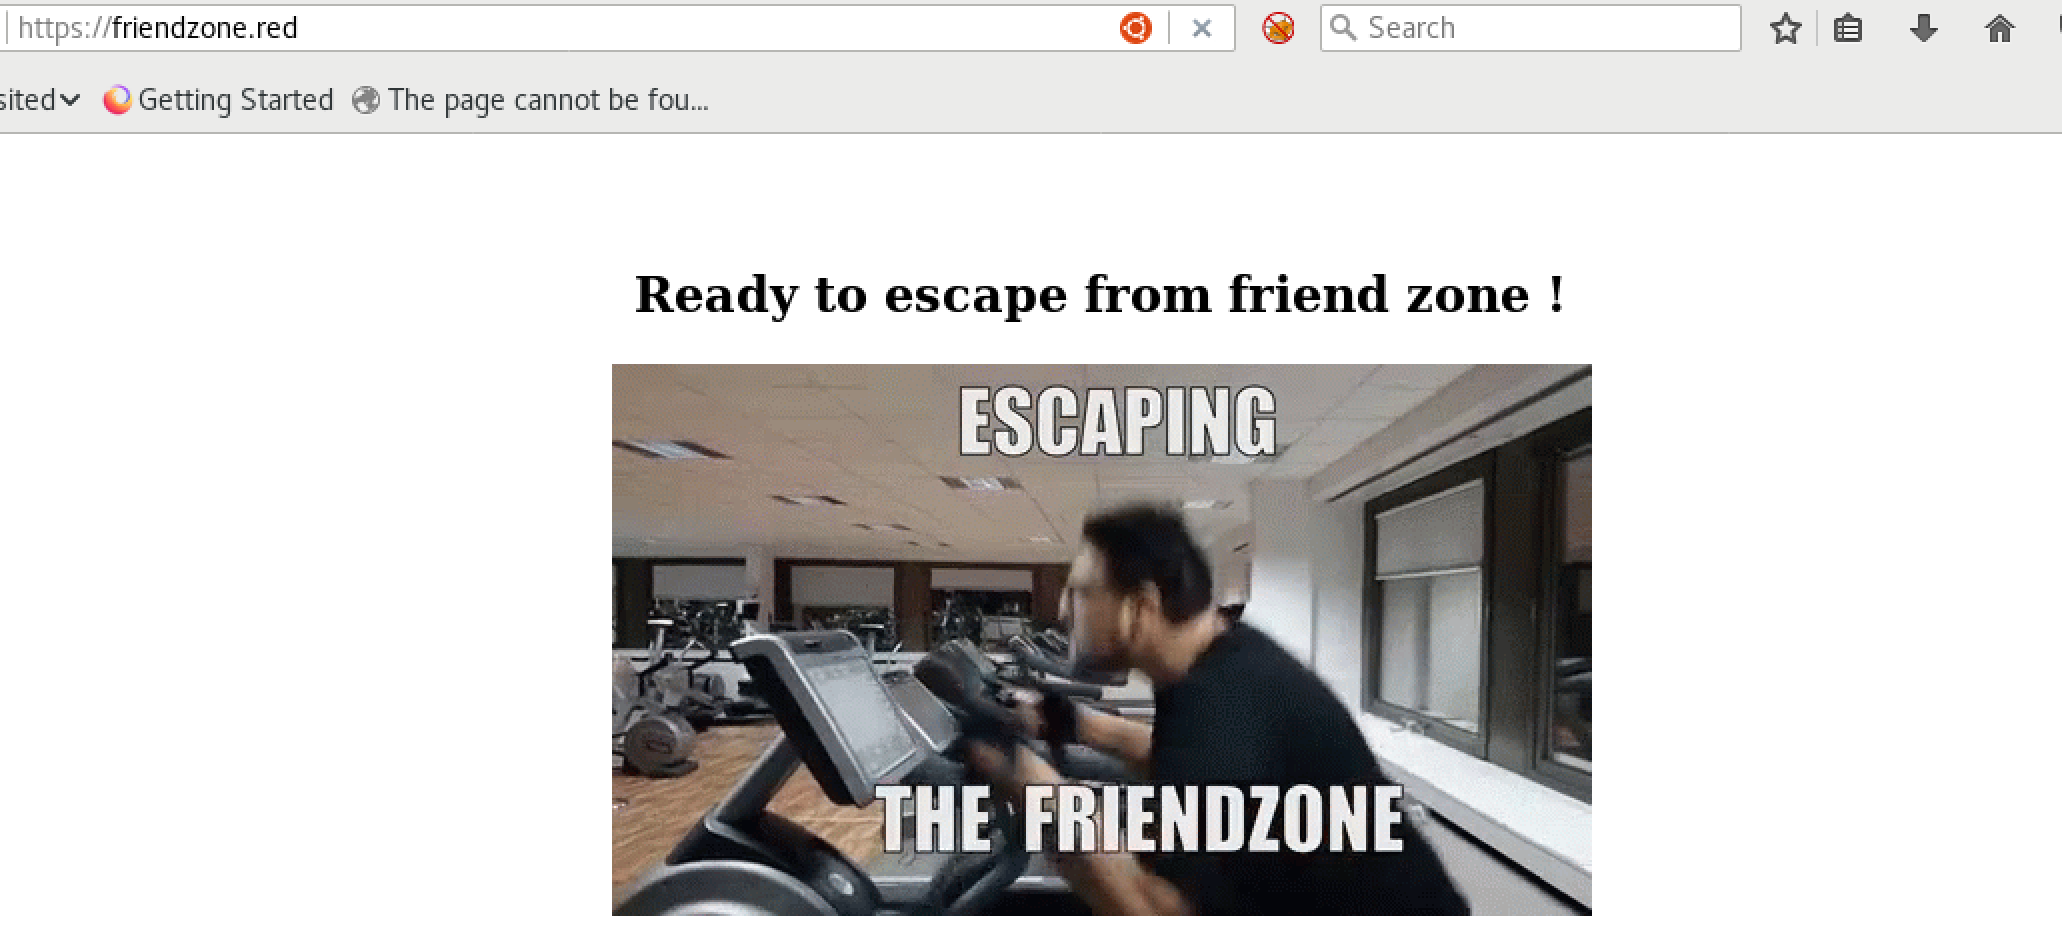 https://friendzone.red
Search
sited
Getting Started
The page cannot be fou...
Ready to escape from friend zone !
ESCAPING
THE FRIENDZONE